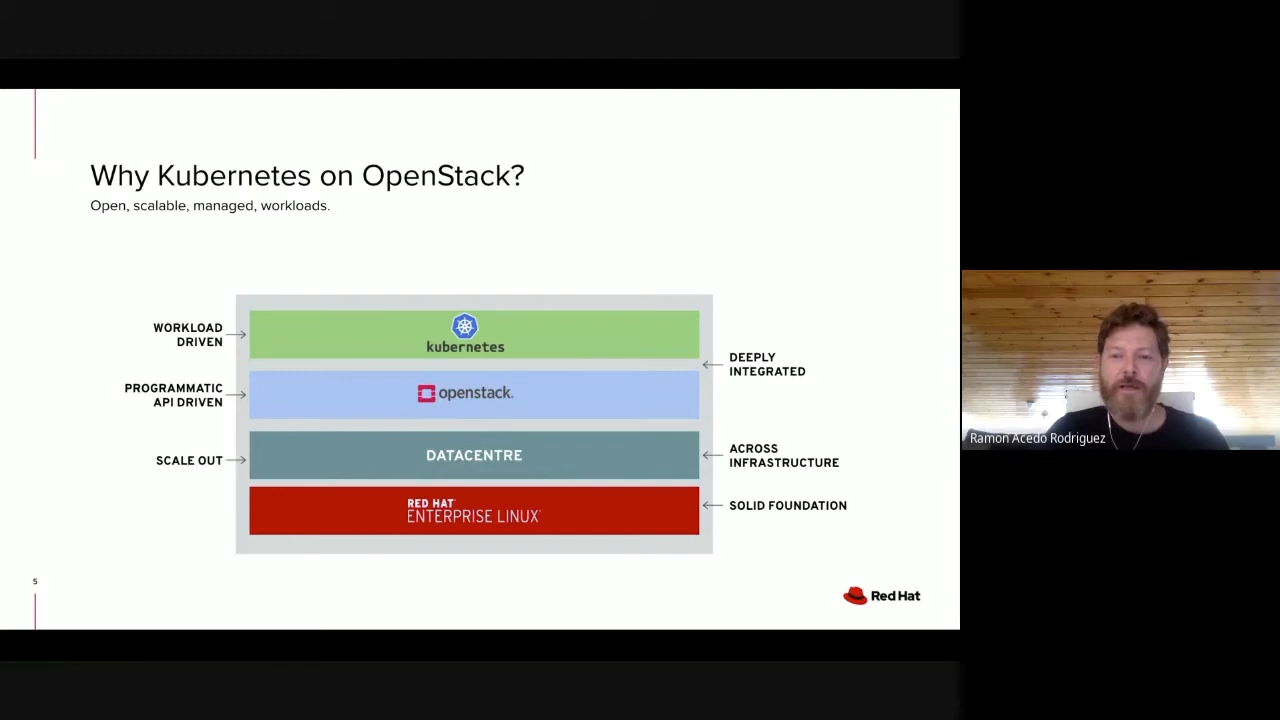 Why Kubernetes on OpenStack?
Open, scalable, managed, workloads.
WORKLOAD
DRIVEN
kubernetes
DEEPLY
INTEGRATED
PROGRAMMATIC
API DRIVEN
openstack.
SCALE OUT
DATACENTRE
ACROSS
INFRASTRUCTURE
RED HAT
ENTERPRISE LINUX
SOLID FOUNDATION
5
Red Hat
Ramon Acedo Rodriguez